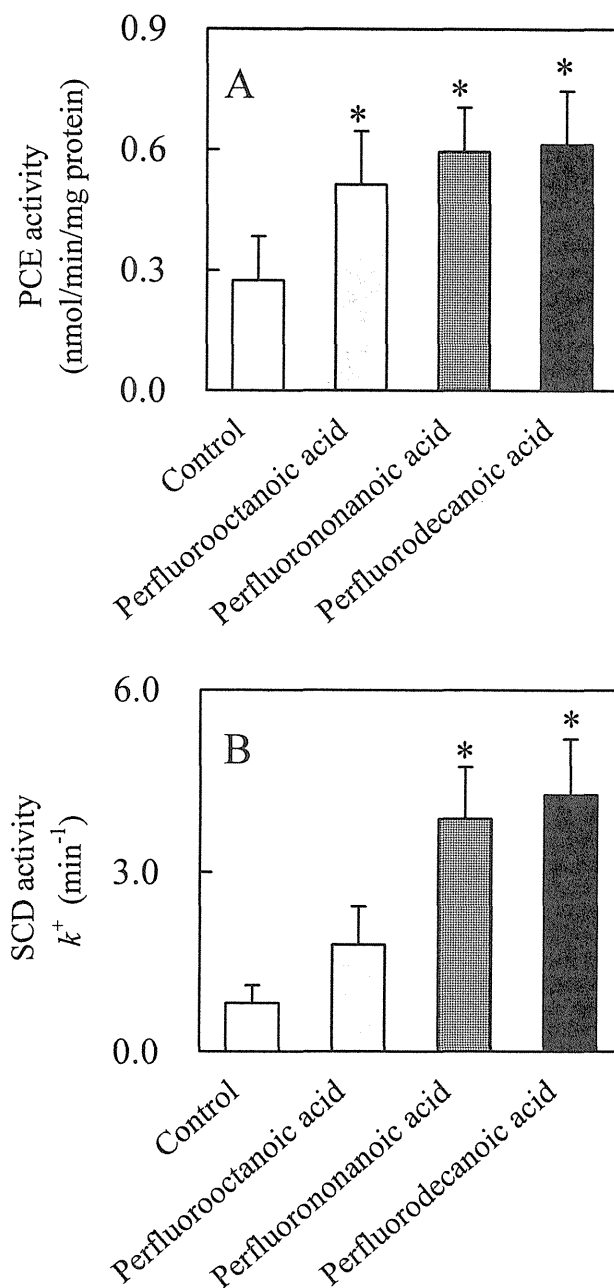 PCE activity
(nmol/min/mg protein)
0.9
0.6
0.3
0.0
A
*
*
*
Control
Perfluorooctanoic acid
Perfluorononanoic acid
Perfluorodecanoic acid
SCD activity
k⁺ (min⁻¹)
6.0
3.0
0.0
B
*
*
Control
Perfluorooctanoic acid
Perfluorononanoic acid
Perfluorodecanoic acid